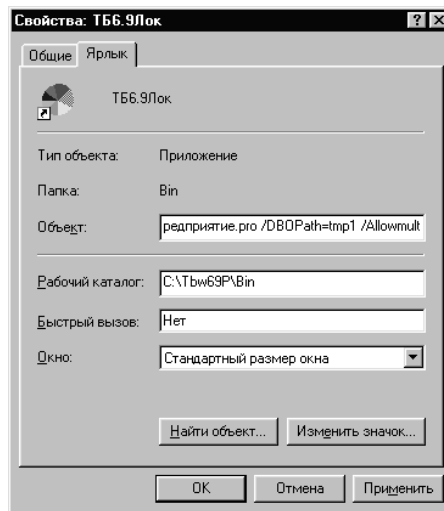 Свойства: ТБ6.9Лок
Общие Ярлык
ТБ6.9Лок
Тип объекта: Приложение
Папка: Bin
Объект: редприятие.pro /DBOPath=tmp1 /Allowmult
Рабочий каталог: C:\Tbw69P\Bin
Быстрый вызов: Нет
Окно: Стандартный размер окна
Найти объект... Изменить значок...
OK Отмена Применить